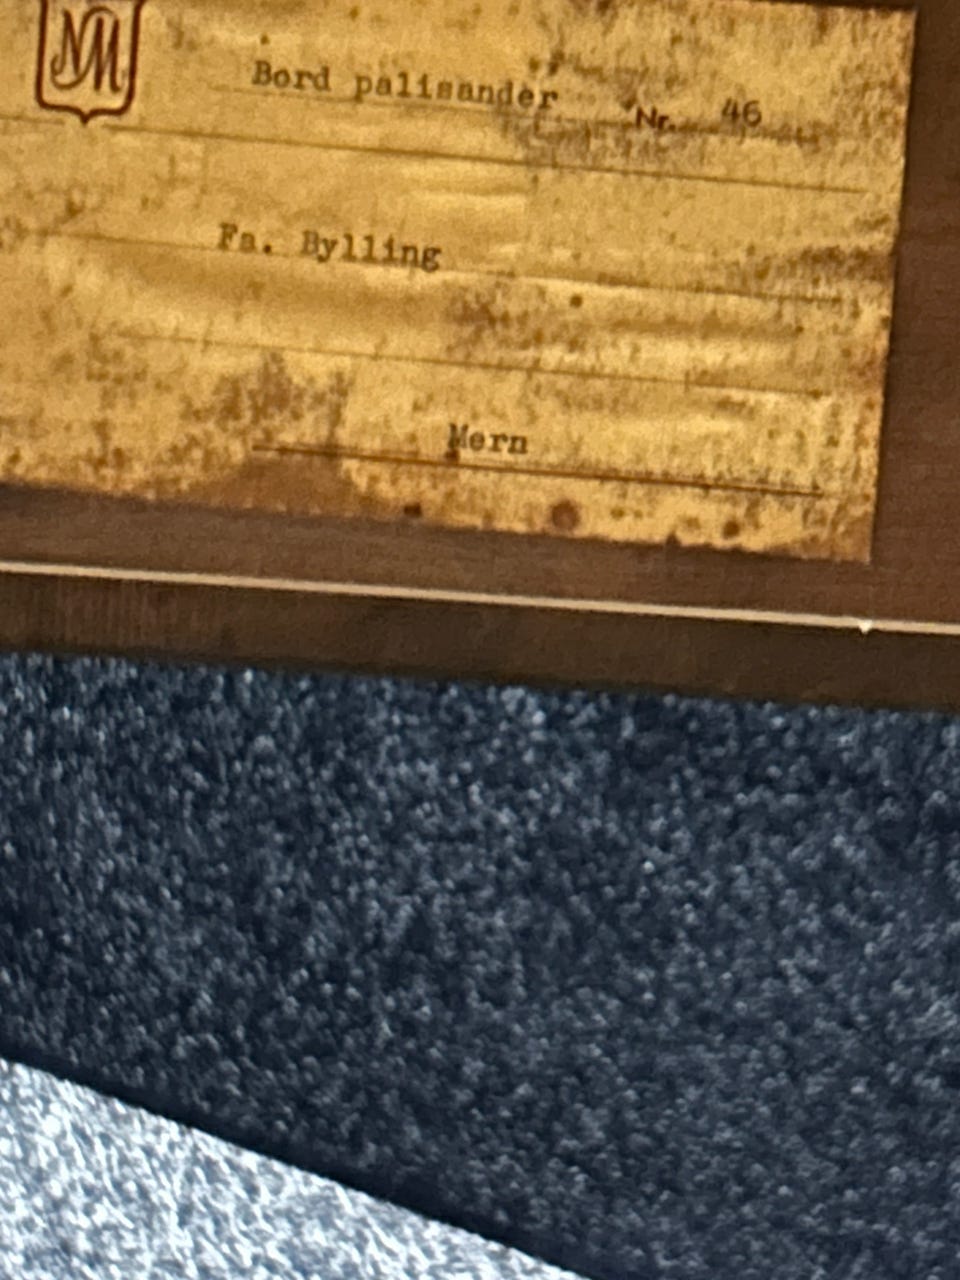 NM
Bord palisander Nr. 46
Fa. Bylling
Mern